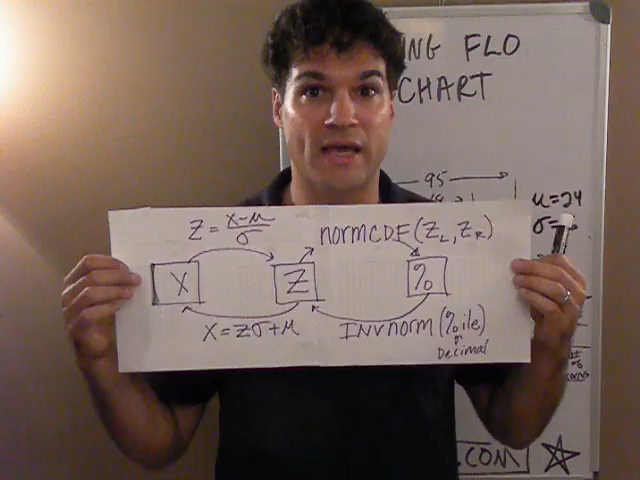 NG FLO
CHART
95
μ=24
σ=
Z = X-μ/σ
normCDF(ZL, ZR)
X
Z
%
X = Zσ+μ
INVnorm(%ile)
or
Decimal
.COM